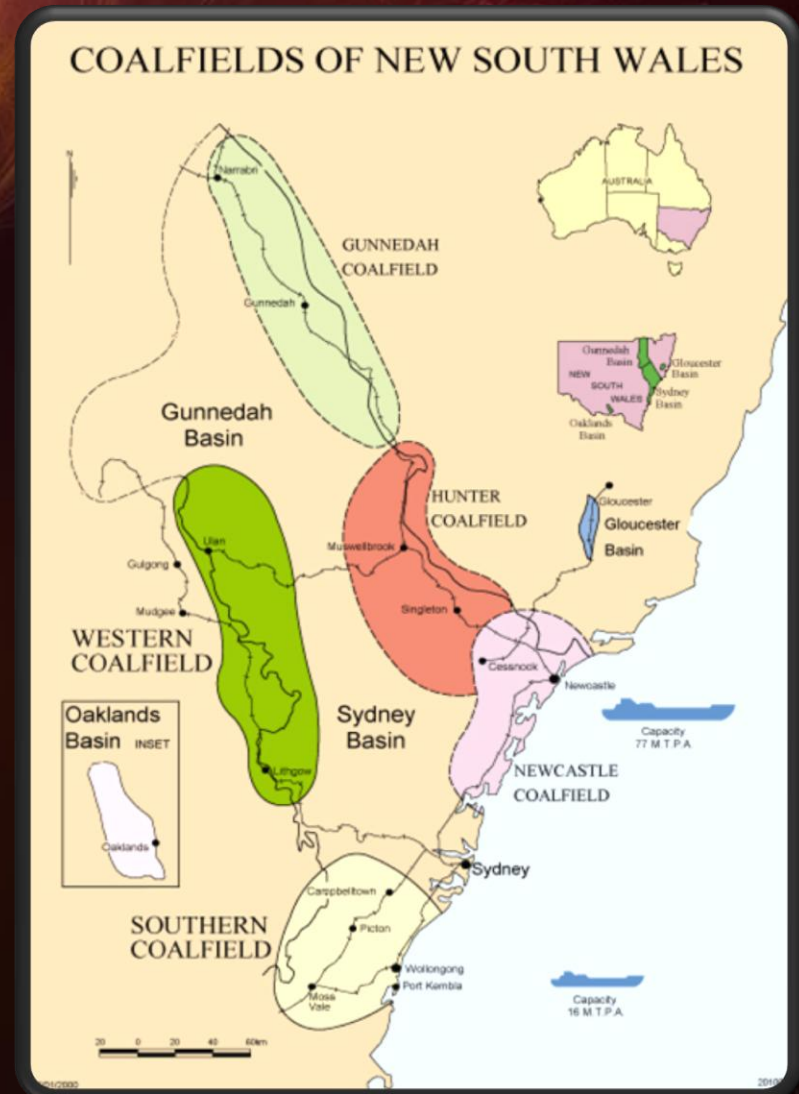 COALFIELDS OF NEW SOUTH WALES
N
Narrabri
AUSTRALIA
GUNNEDAH
COALFIELD
Gunnedah
Gunnedah
Basin
Gloucester
Basin
NEW
SOUTH
WALES
Sydney
Basin
Oaklands
Basin
Gunnedah
Basin
HUNTER
COALFIELD
Gloucester
Gloucester
Basin
Ulan
Muswellbrook
Gulgong
Mudgee
Singleton
WESTERN
COALFIELD
Cessnock
Newcastle
Oaklands
Basin INSET
Sydney
Basin
Capacity
77 M.T.P.A
Lithgow
NEWCASTLE
COALFIELD
Oaklands
Sydney
Campbelltown
SOUTHERN
COALFIELD
Picton
Wollongong
Port Kembla
Moss
Vale
Capacity
16 M.T.P.A.
20 0 20 40 60km